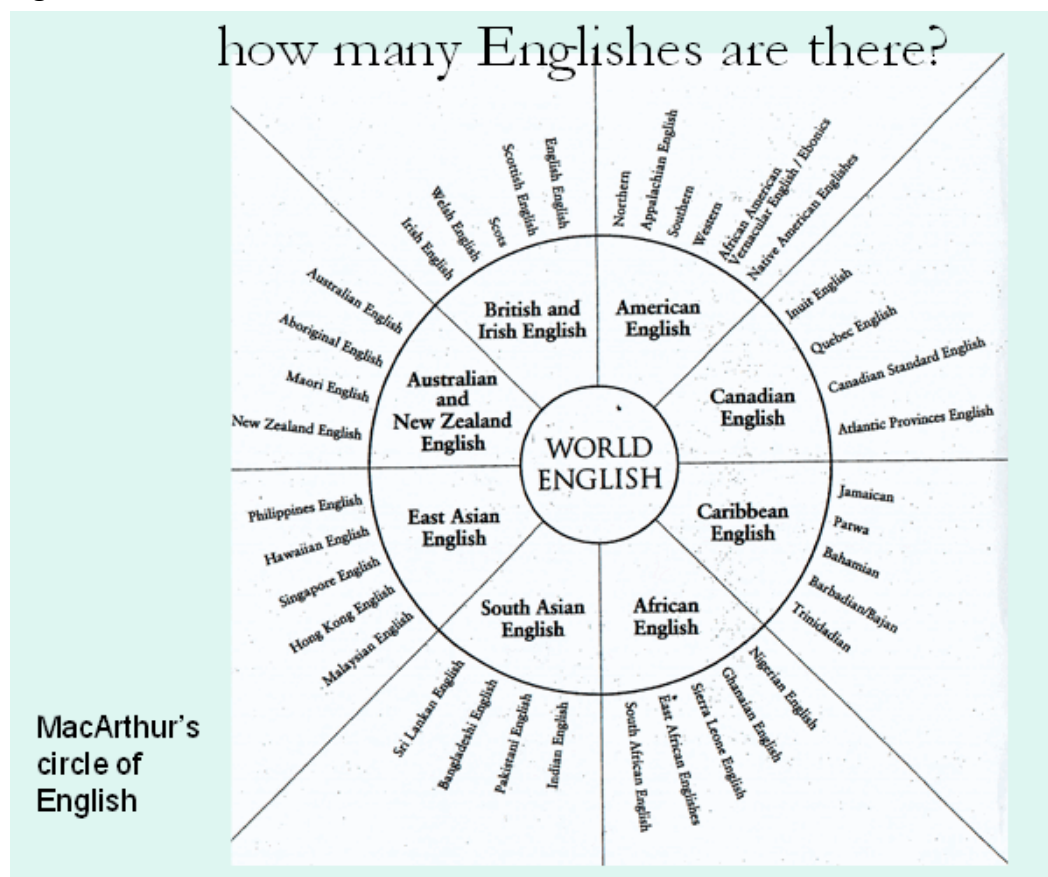 how many Englishes are there?
WORLD
ENGLISH
British and
Irish English
American
English
Canadian
English
Caribbean
English
African
English
South Asian
English
East Asian
English
Australian
and
New Zealand
English
Irish English
Welsh English
Scots
Scottish English
English English
Northern
Appalachian English
Southern
Western
African American
Vernacular English / Ebonics
Native American Englishes
Inuit English
Quebec English
Canadian Standard English
Atlantic Provinces English
Jamaican
Patwa
Bahamian
Barbadian/Bajan
Trinidadian
Nigerian English
Ghanaian English
Sierra Leone English
East African Englishes
South African English
Indian English
Pakistani English
Bangladeshi English
Sri Lankan English
Malaysian English
Hong Kong English
Singapore English
Hawaiian English
Philippines English
New Zealand English
Maori English
Aboriginal English
Australian English
MacArthur's
circle of
English